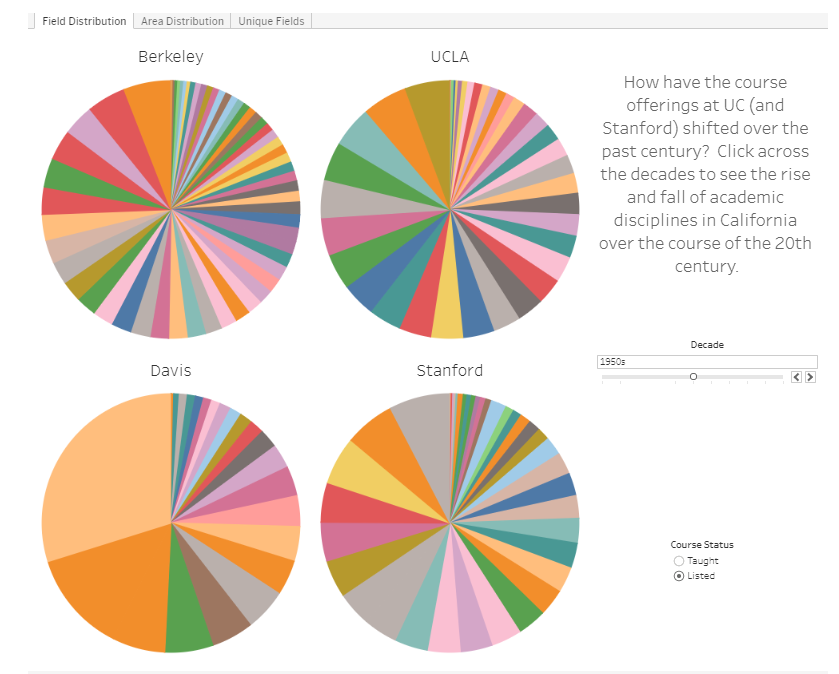 Field Distribution
Area Distribution
Unique Fields
Berkeley
UCLA
How have the course
offerings at UC (and
Stanford) shifted over the
past century?  Click across
the decades to see the rise
and fall of academic
disciplines in California
over the course of the 20th
century.
Decade
1950s
Davis
Stanford
Course Status
Taught
Listed